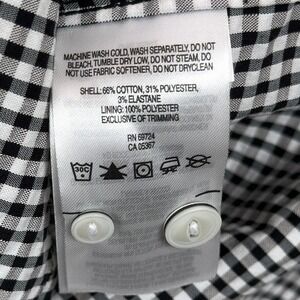 MACHINE WASH COLD, WASH SEPARATELY, DO NOT
BLEACH, TUMBLE DRY LOW, DO NOT STEAM, DO
NOT USE FABRIC SOFTENER, DO NOT DRYCLEAN
SHELL: 66% COTTON, 31% POLYESTER,
3% ELASTANE
LINING: 100% POLYESTER
EXCLUSIVE OF TRIMMING
RN 69724
CA 05367
30C